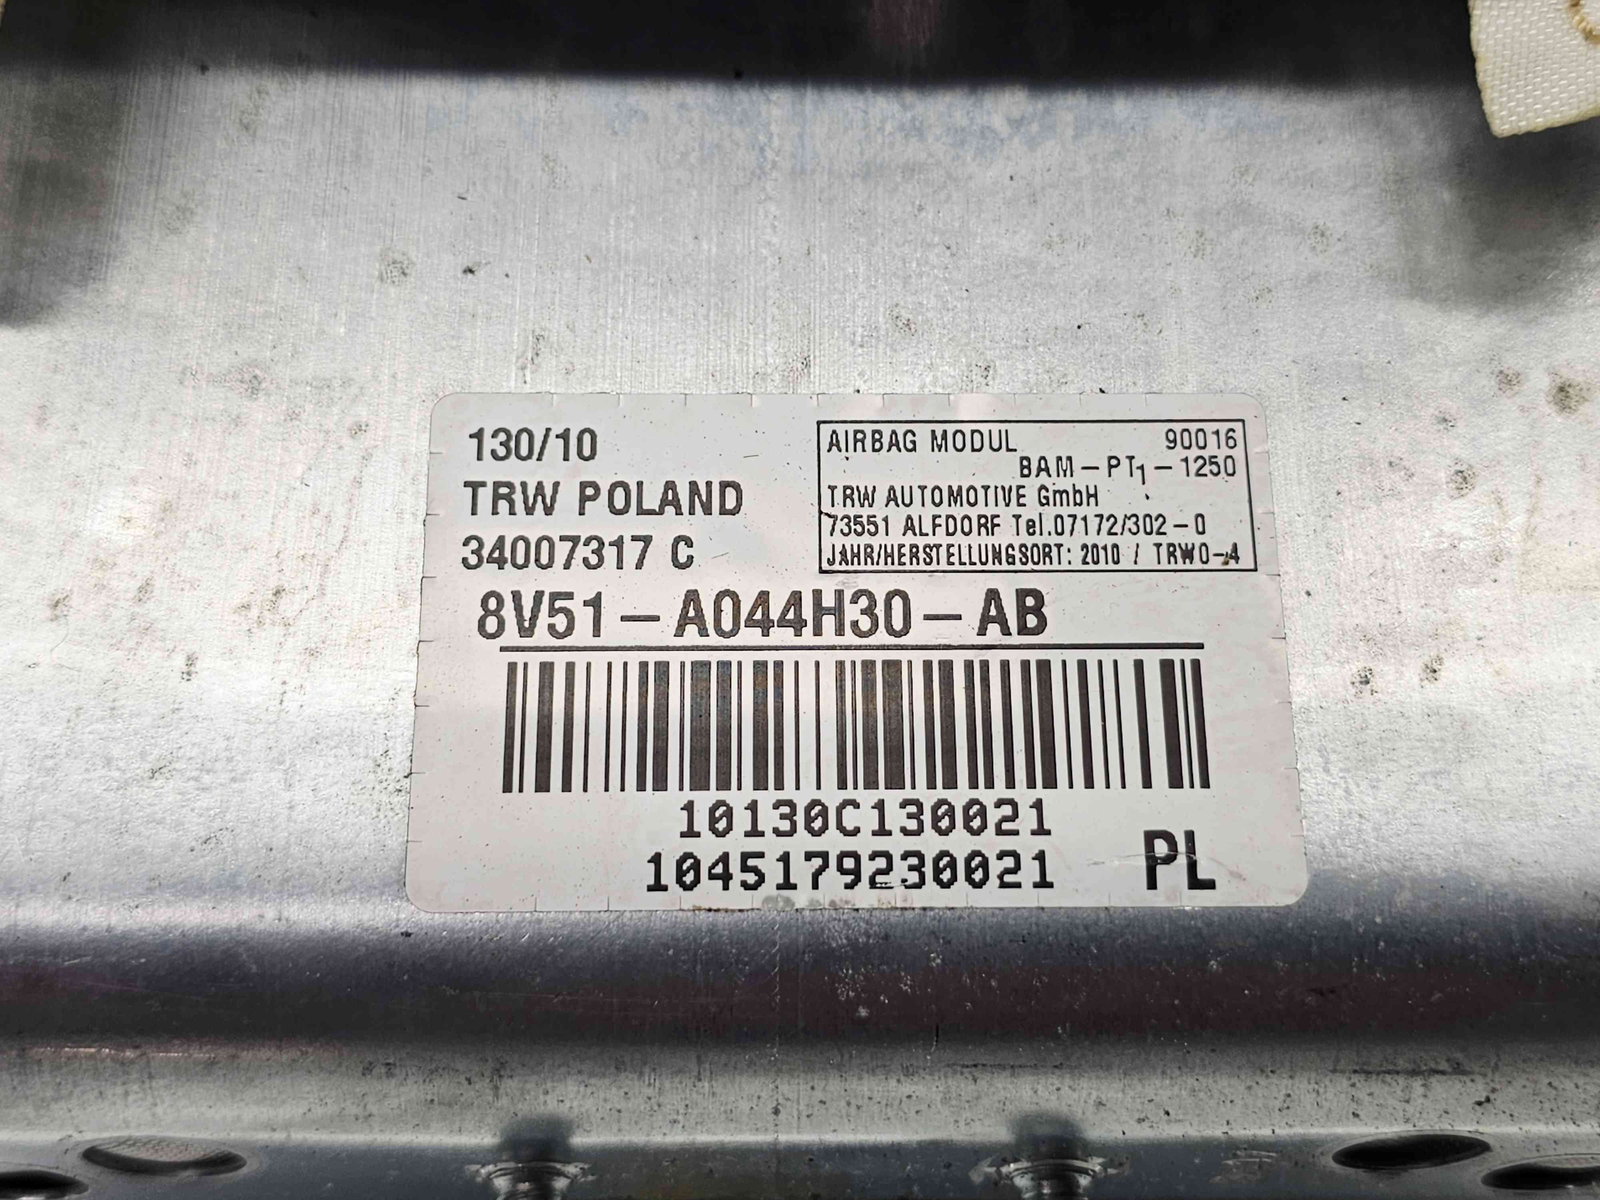 130/10
TRW POLAND
34007317 C
AIRBAG MODUL 90016
BAM-PT1-1250
TRW AUTOMOTIVE GmbH
73551 ALFDORF Tel.07172/302-0
JAHR/HERSTELLUNGSORT: 2010 / TRW0-4
8V51-A044H30-AB
10130C130021
1045179230021
PL